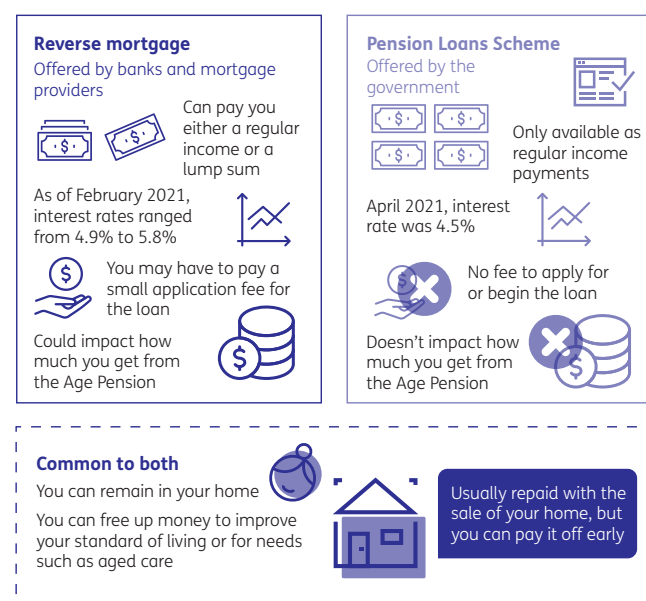 Reverse mortgage
Offered by banks and mortgage
providers
Can pay you
either a regular
income or a
lump sum
As of February 2021,
interest rates ranged
from 4.9% to 5.8%
You may have to pay a
small application fee for
the loan
Could impact how
much you get from
the Age Pension
Pension Loans Scheme
Offered by the
government
Only available as
regular income
payments
April 2021, interest
rate was 4.5%
No fee to apply for
or begin the loan
Doesn’t impact how
much you get from
the Age Pension
Common to both
You can remain in your home
You can free up money to improve
your standard of living or for needs
such as aged care
Usually repaid with the
sale of your home, but
you can pay it off early